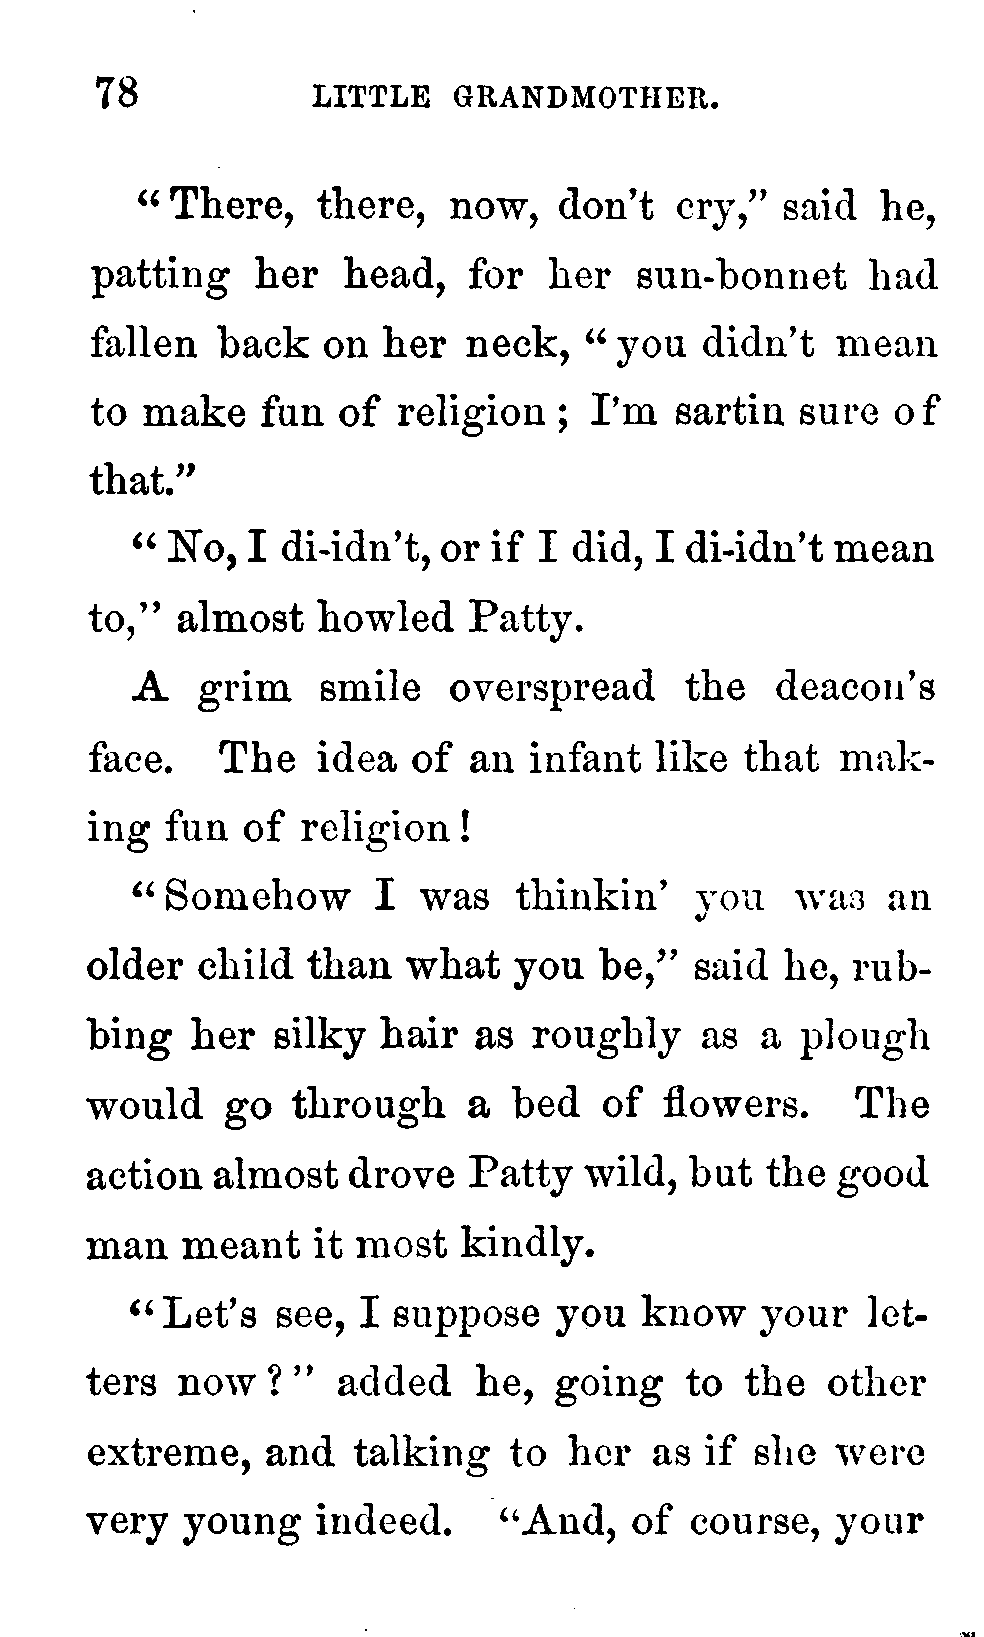 78 LITTLE GRANDMOTHER.
“There, there, now, don’t cry,” said he,
patting her head, for her sun-bonnet had
fallen back on her neck, “you didn’t mean
to make fun of religion; I’m sartin sure of
that.”
“No, I di-idn’t, or if I did, I di-idn’t mean
to,” almost howled Patty.
A grim smile overspread the deacon’s
face. The idea of an infant like that mak-
ing fun of religion!
“Somehow I was thinkin’ you was an
older child than what you be,” said he, rub-
bing her silky hair as roughly as a plough
would go through a bed of flowers. The
action almost drove Patty wild, but the good
man meant it most kindly.
“Let’s see, I suppose you know your let-
ters now?” added he, going to the other
extreme, and talking to her as if she were
very young indeed. “And, of course, your